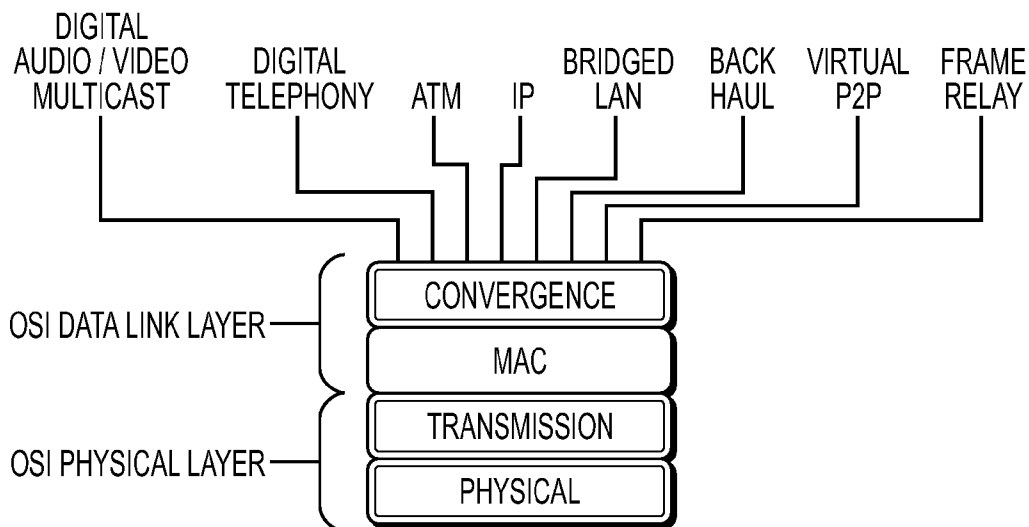 DIGITAL
AUDIO / VIDEO
MULTICAST
DIGITAL
TELEPHONY
ATM
IP
BRIDGED
LAN
BACK
HAUL
VIRTUAL
P2P
FRAME
RELAY
OSI DATA LINK LAYER
CONVERGENCE
MAC
OSI PHYSICAL LAYER
TRANSMISSION
PHYSICAL